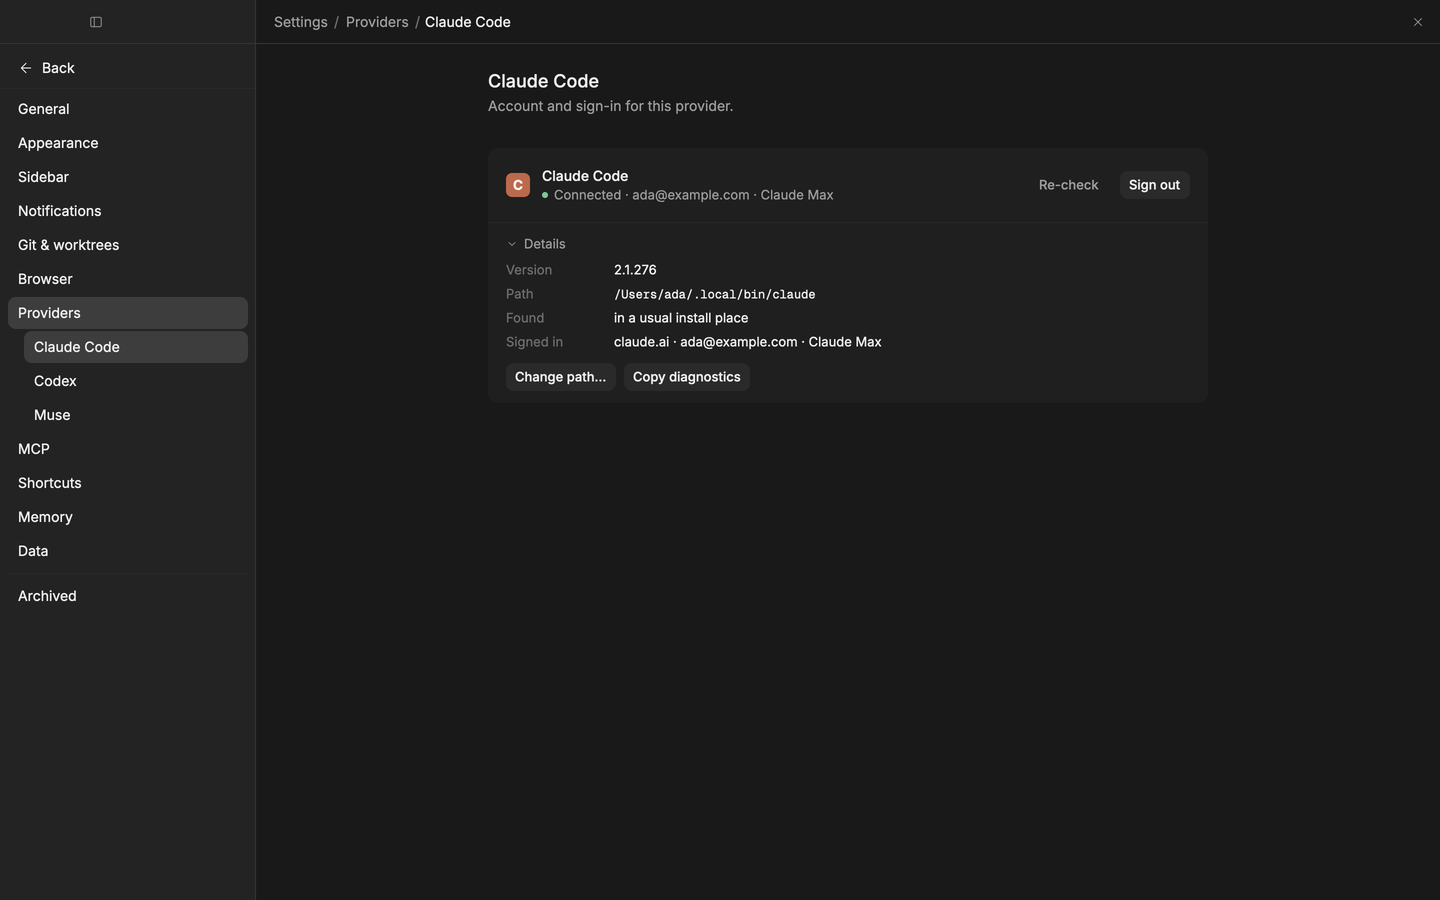 Settings / Providers / Claude Code
Back
General
Appearance
Sidebar
Notifications
Git & worktrees
Browser
Providers
Claude Code
Codex
Muse
MCP
Shortcuts
Memory
Data
Archived
Claude Code
Account and sign-in for this provider.
C
Claude Code
Connected · ada@example.com · Claude Max
Re-check
Sign out
Details
Version 2.1.276
Path /Users/ada/.local/bin/claude
Found in a usual install place
Signed in claude.ai · ada@example.com · Claude Max
Change path...
Copy diagnostics